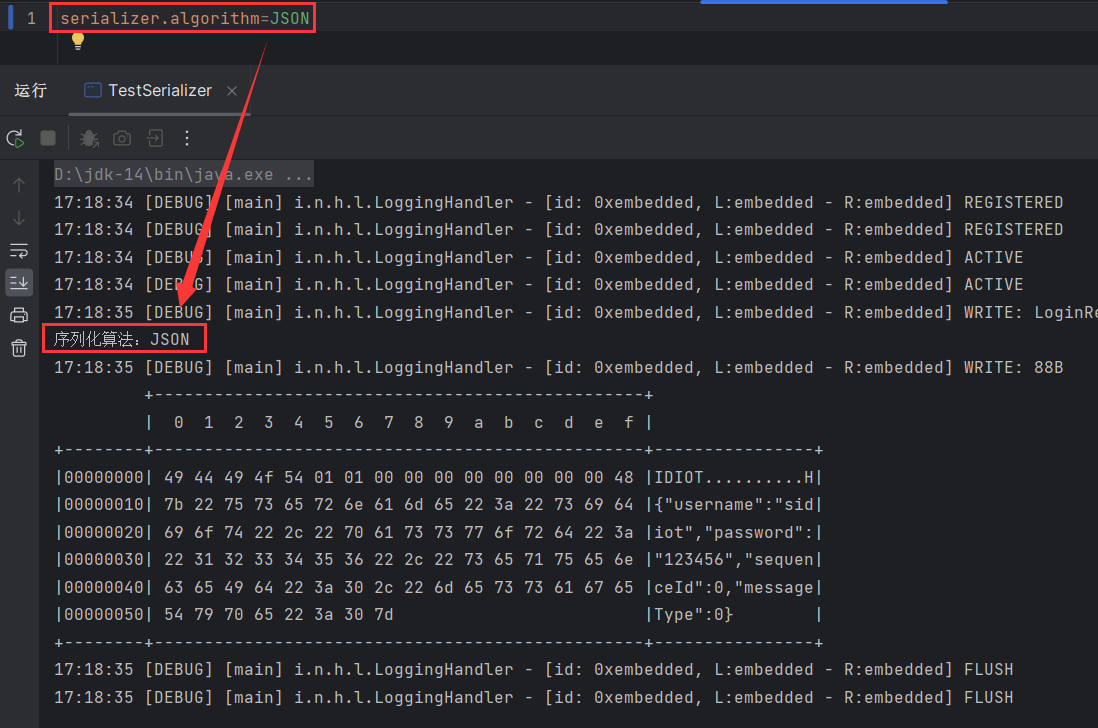 1 serializer.algorithm=JSON
运行 TestSerializer ×
D:\jdk-14\bin\java.exe ...
17:18:34 [DEBUG] [main] i.n.h.l.LoggingHandler - [id: 0xembedded, L:embedded - R:embedded] REGISTERED
17:18:34 [DEBUG] [main] i.n.h.l.LoggingHandler - [id: 0xembedded, L:embedded - R:embedded] REGISTERED
17:18:34 [DEBUG] [main] i.n.h.l.LoggingHandler - [id: 0xembedded, L:embedded - R:embedded] ACTIVE
17:18:34 [DEBUG] [main] i.n.h.l.LoggingHandler - [id: 0xembedded, L:embedded - R:embedded] ACTIVE
17:18:35 [DEBUG] [main] i.n.h.l.LoggingHandler - [id: 0xembedded, L:embedded - R:embedded] WRITE: LoginRe
序列化算法：JSON
17:18:35 [DEBUG] [main] i.n.h.l.LoggingHandler - [id: 0xembedded, L:embedded - R:embedded] WRITE: 88B
         +-------------------------------------------------+
         |  0  1  2  3  4  5  6  7  8  9  a  b  c  d  e  f |
+--------+-------------------------------------------------+----------------+
|00000000| 49 44 49 4f 54 01 01 00 00 00 00 00 00 00 00 48 |IDIOT..........H|
|00000010| 7b 22 75 73 65 72 6e 61 6d 65 22 3a 22 73 69 64 |{"username":"sid|
|00000020| 69 6f 74 22 2c 22 70 61 73 73 77 6f 72 64 22 3a |iot","password":|
|00000030| 22 31 32 33 34 35 36 22 2c 22 73 65 71 75 65 6e |"123456","sequen|
|00000040| 63 65 49 64 22 3a 30 2c 22 6d 65 73 73 61 67 65 |ceId":0,"message|
|00000050| 54 79 70 65 22 3a 30 7d                         |Type":0}        |
+--------+-------------------------------------------------+----------------+
17:18:35 [DEBUG] [main] i.n.h.l.LoggingHandler - [id: 0xembedded, L:embedded - R:embedded] FLUSH
17:18:35 [DEBUG] [main] i.n.h.l.LoggingHandler - [id: 0xembedded, L:embedded - R:embedded] FLUSH